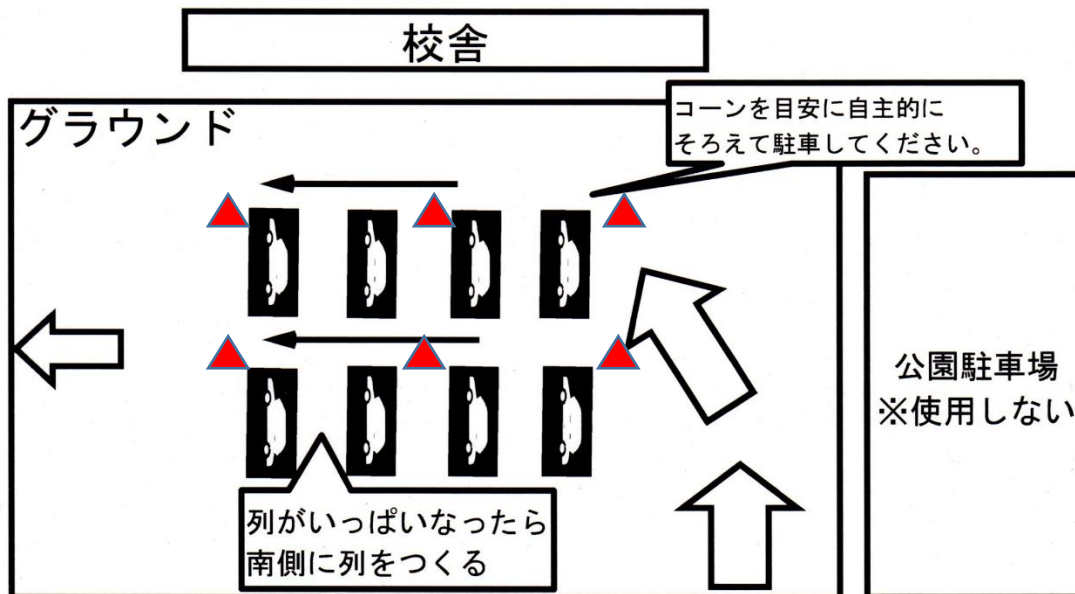 校舎
グラウンド
コーンを目安に自主的に
そろえて駐車してください。
公園駐車場
※使用しない
列がいっぱいなったら
南側に列をつくる